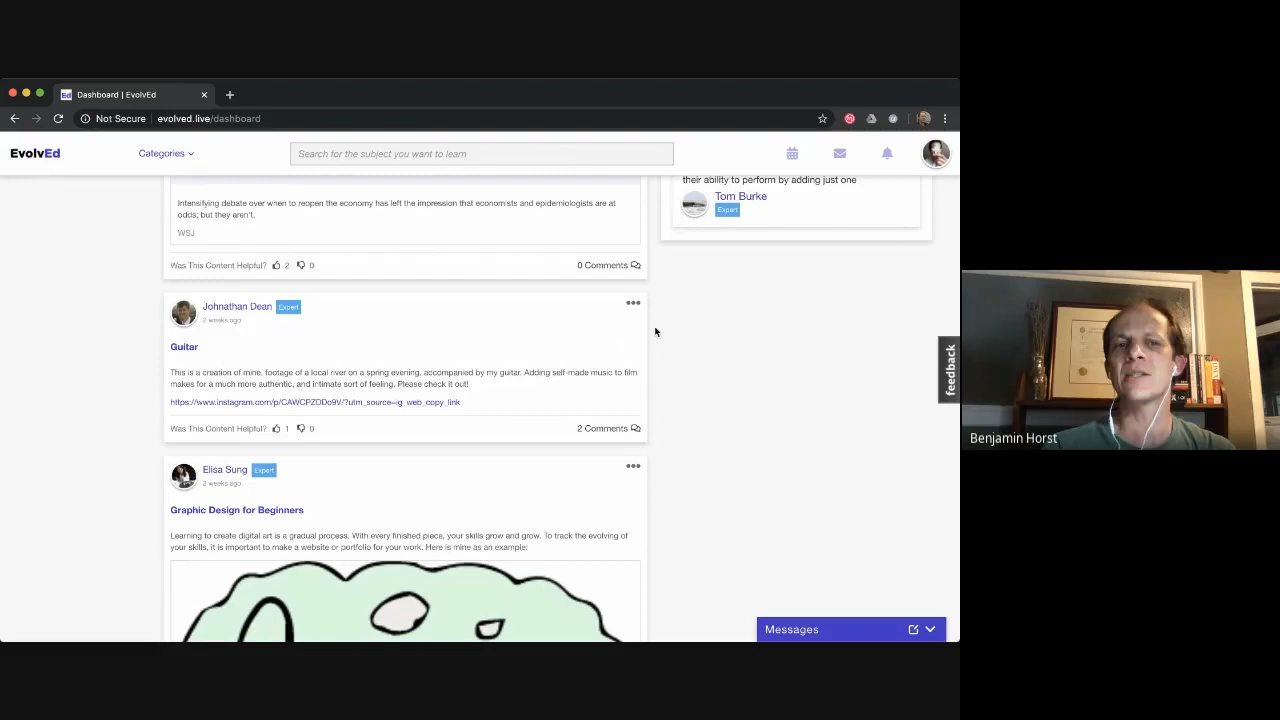 Dashboard | EvolvEd
Not Secure
evolved.live/dashboard
EvolvEd
Categories
Search for the subject you want to learn
Intensifying debate over when to reopen the economy has left the impression that economists and epidemiologists are at
odds; but they aren't.
WSJ
Was This Content Helpful? 2 0
0 Comments
their ability to perform by adding just one
Tom Burke
Expert
Johnathan Dean Expert
2 weeks ago
Guitar
This is a creation of mine, footage of a local river on a spring evening, accompanied by my guitar. Adding self-made music to film
makes for a much more authentic, and intimate sort of feeling. Please check it out!
https://www.instagram.com/p/CAWCPZDDo9V/?utm_source=ig_web_copy_link
Was This Content Helpful? 1 0
2 Comments
Elisa Sung Expert
2 weeks ago
Graphic Design for Beginners
Learning to create digital art is a gradual process. With every finished piece, your skills grow and grow. To track the evolving of
your skills, it is important to make a website or portfolio for your work. Here is mine as an example:
Messages
feedback
Benjamin Horst